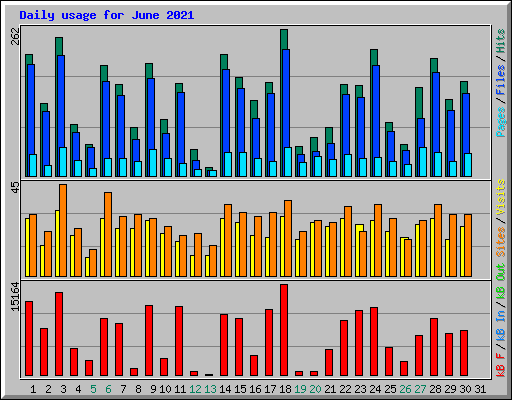 Daily usage for June 2021
262
Pages / Files / Hits
45
Sites / Visits
15164
kB F / kB In / kB Out
1 2 3 4 5 6 7 8 9 10 11 12 13 14 15 16 17 18 19 20 21 22 23 24 25 26 27 28 29 30 31